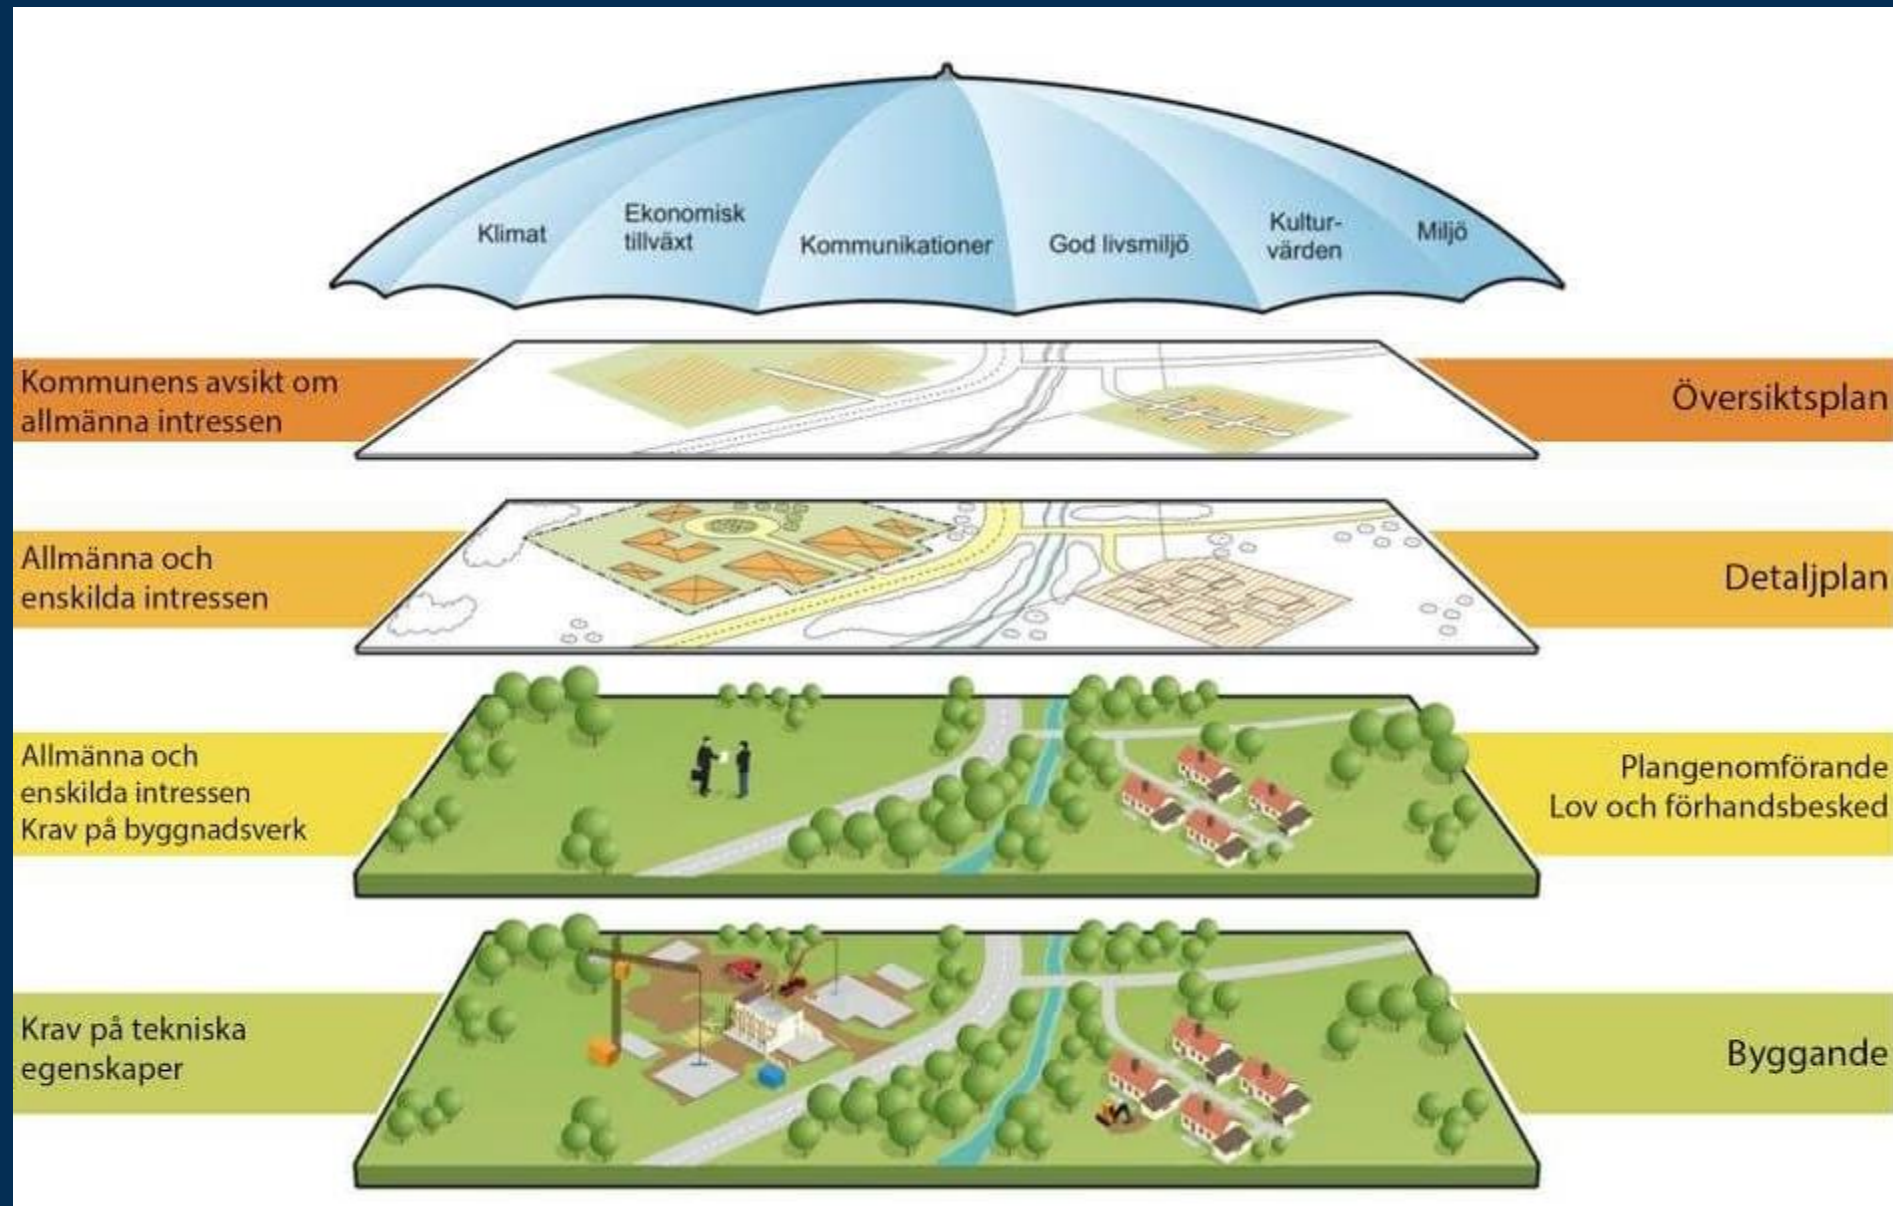 Klimat
Ekonomisk
tillväxt
Kommunikationer
God livsmiljö
Kultur-
värden
Miljö
Kommunens avsikt om
allmänna intressen
Översiktsplan
Allmänna och
enskilda intressen
Detaljplan
Allmänna och
enskilda intressen
Krav på byggnadsverk
Plangenomförande
Lov och förhandsbesked
Krav på tekniska
egenskaper
Byggande